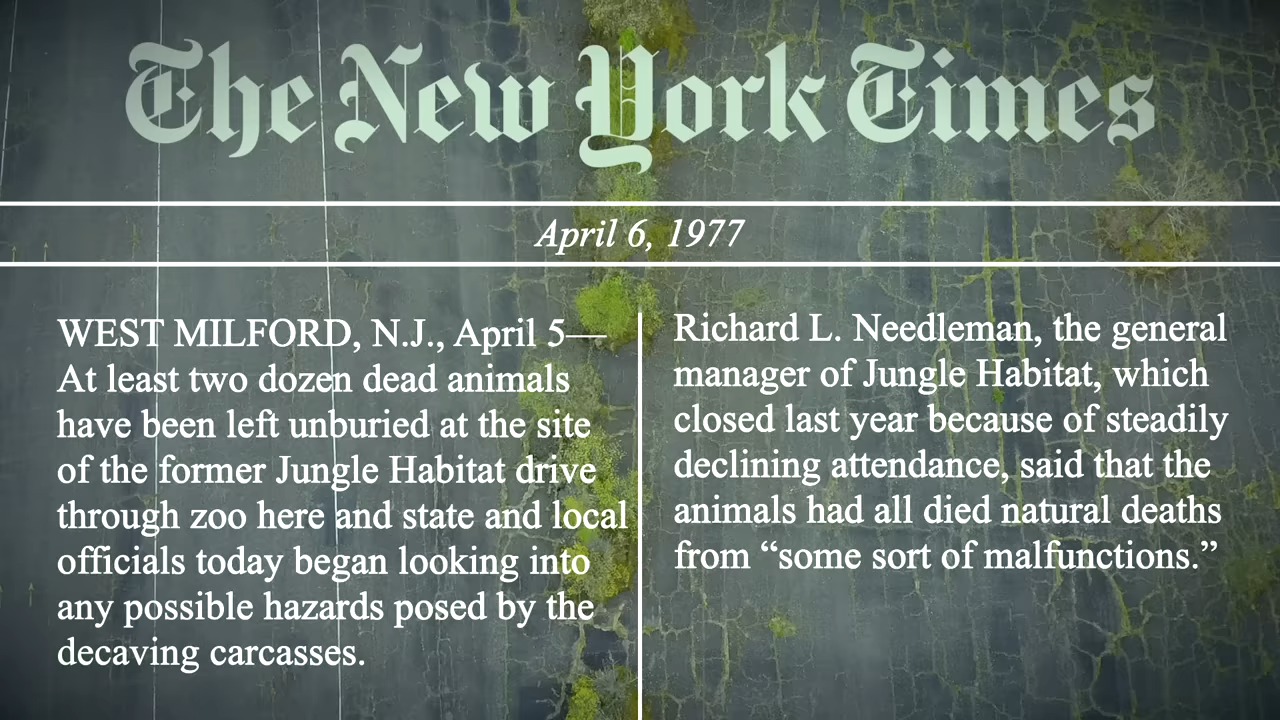 The New York Times
April 6, 1977
WEST MILFORD, N.J., April 5—
At least two dozen dead animals
have been left unburied at the site
of the former Jungle Habitat drive
through zoo here and state and local
officials today began looking into
any possible hazards posed by the
decaving carcasses.
Richard L. Needleman, the general
manager of Jungle Habitat, which
closed last year because of steadily
declining attendance, said that the
animals had all died natural deaths
from “some sort of malfunctions.”